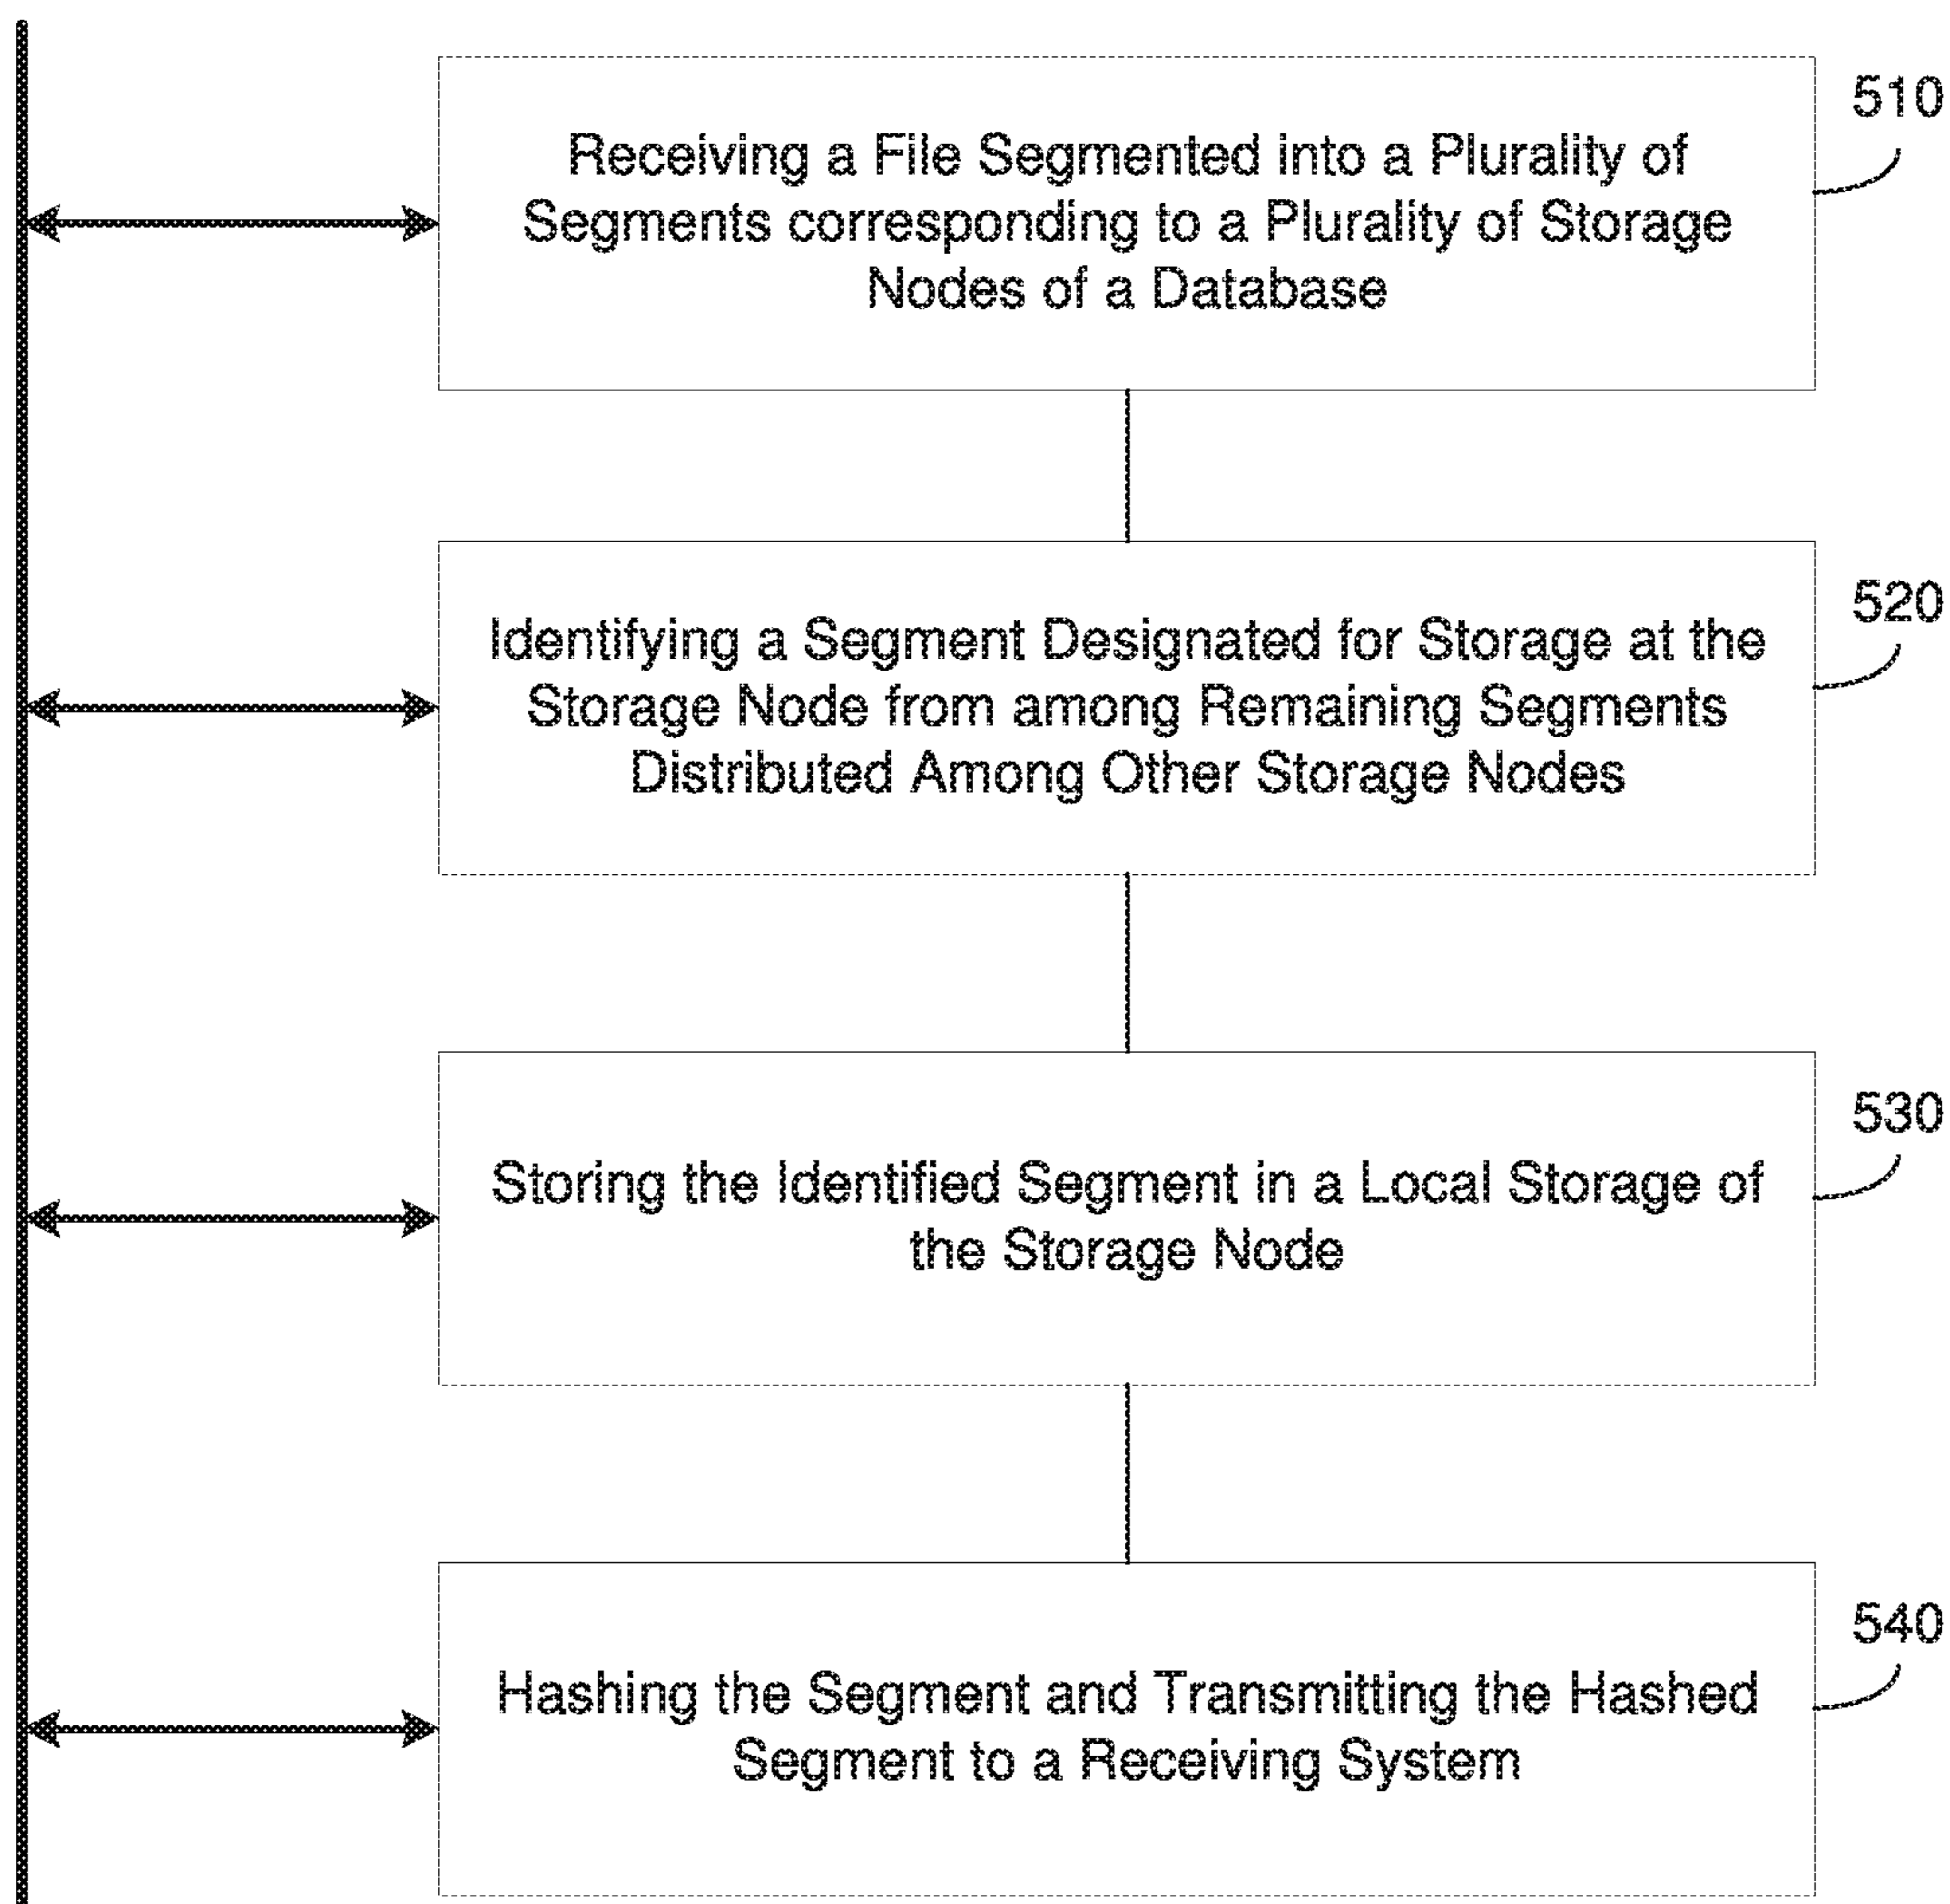 510
Receiving a File Segmented into a Plurality of
Segments corresponding to a Plurality of Storage
Nodes of a Database
520
Identifying a Segment Designated for Storage at the
Storage Node from among Remaining Segments
Distributed Among Other Storage Nodes
530
Storing the Identified Segment in a Local Storage of
the Storage Node
540
Hashing the Segment and Transmitting the Hashed
Segment to a Receiving System